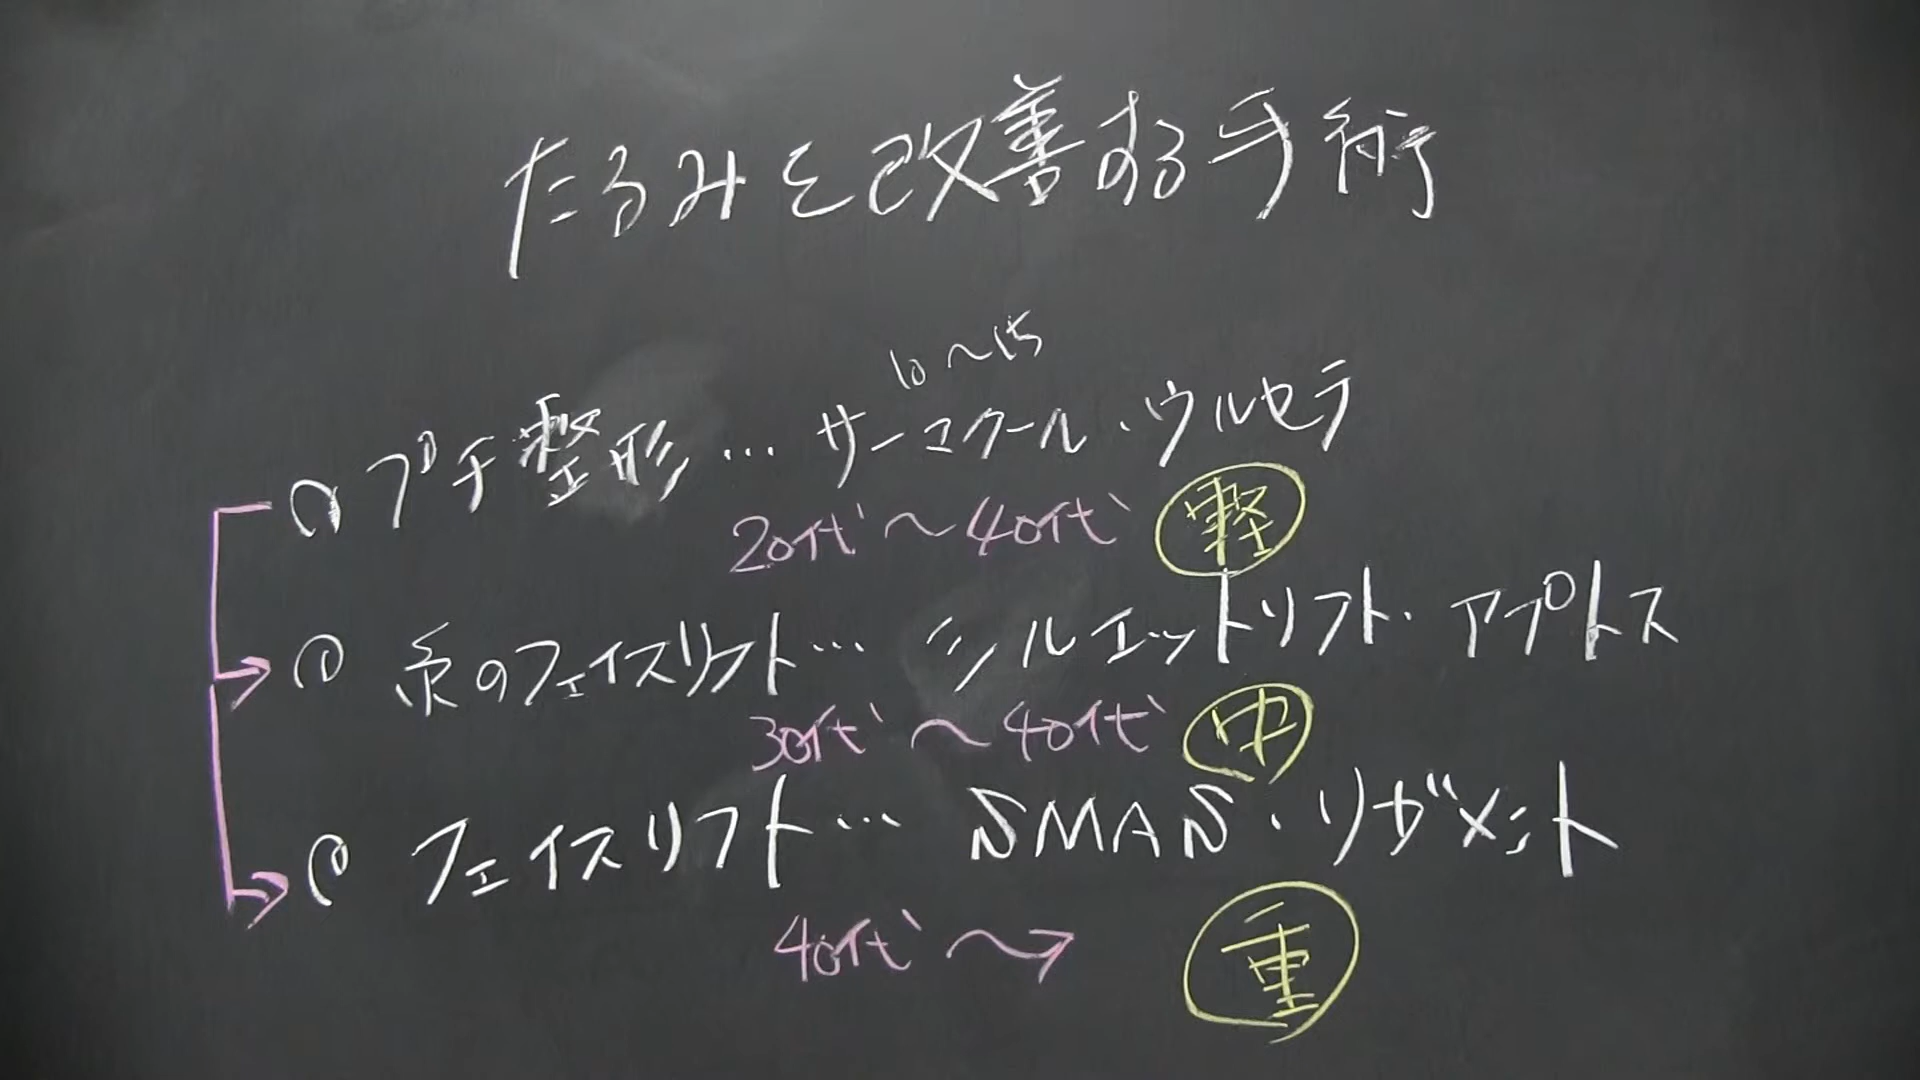 たるみを改善する手術
10～15
○プチ整形…サーマクール・ウルセラ
20代～40代 軽
○糸のフェイスリフト…シルエットリフト・アプトス
30代～40代 中
○フェイスリフト…SMAS・リガメント
40代～→ 重